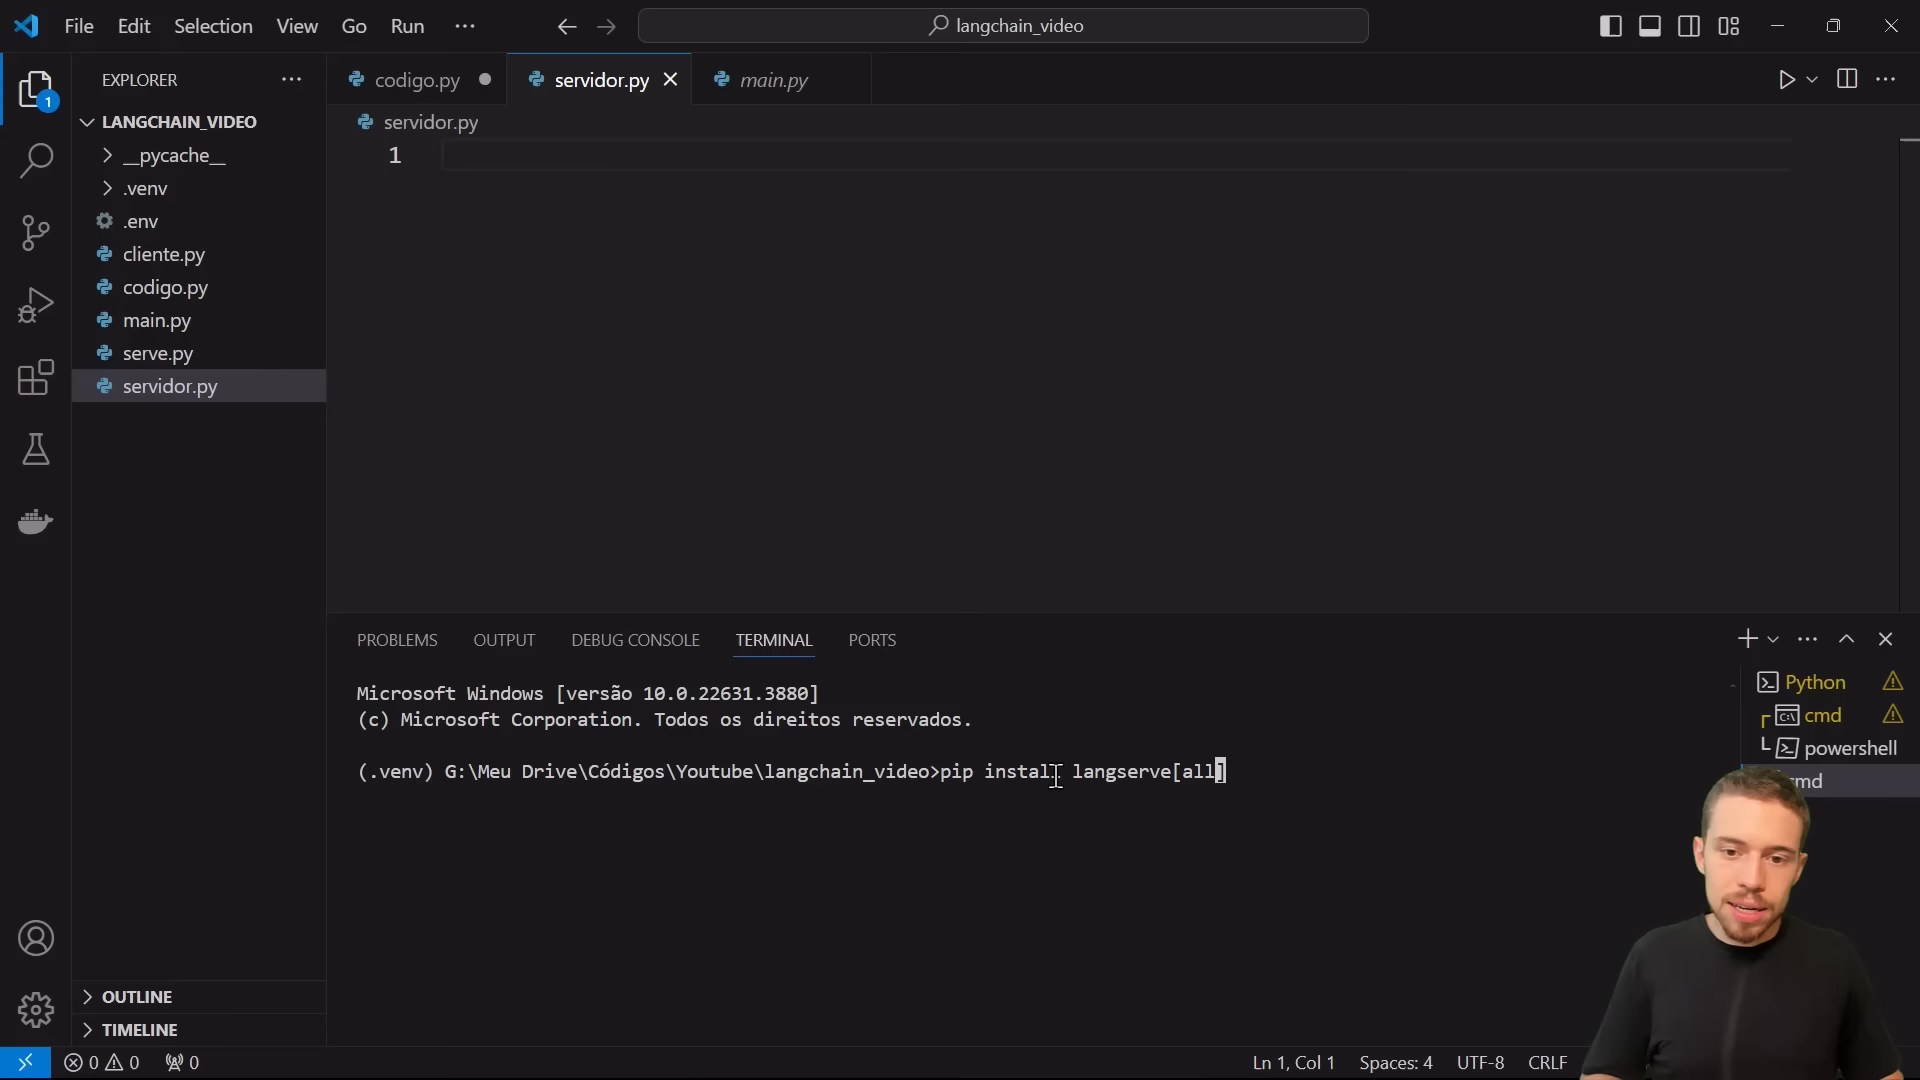 File Edit Selection View Go Run ···
langchain_video
EXPLORER
1
LANGCHAIN_VIDEO
__pycache__
.venv
.env
cliente.py
codigo.py
main.py
serve.py
servidor.py
OUTLINE
TIMELINE
codigo.py
servidor.py
main.py
servidor.py
1
PROBLEMS OUTPUT DEBUG CONSOLE TERMINAL PORTS
Microsoft Windows [versão 10.0.22631.3880]
(c) Microsoft Corporation. Todos os direitos reservados.
(.venv) G:\Meu Drive\Códigos\Youtube\langchain_video>pip install langserve[all]
Python
cmd
powershell
cmd
0 0 0
Ln 1, Col 1 Spaces: 4 UTF-8 CRLF